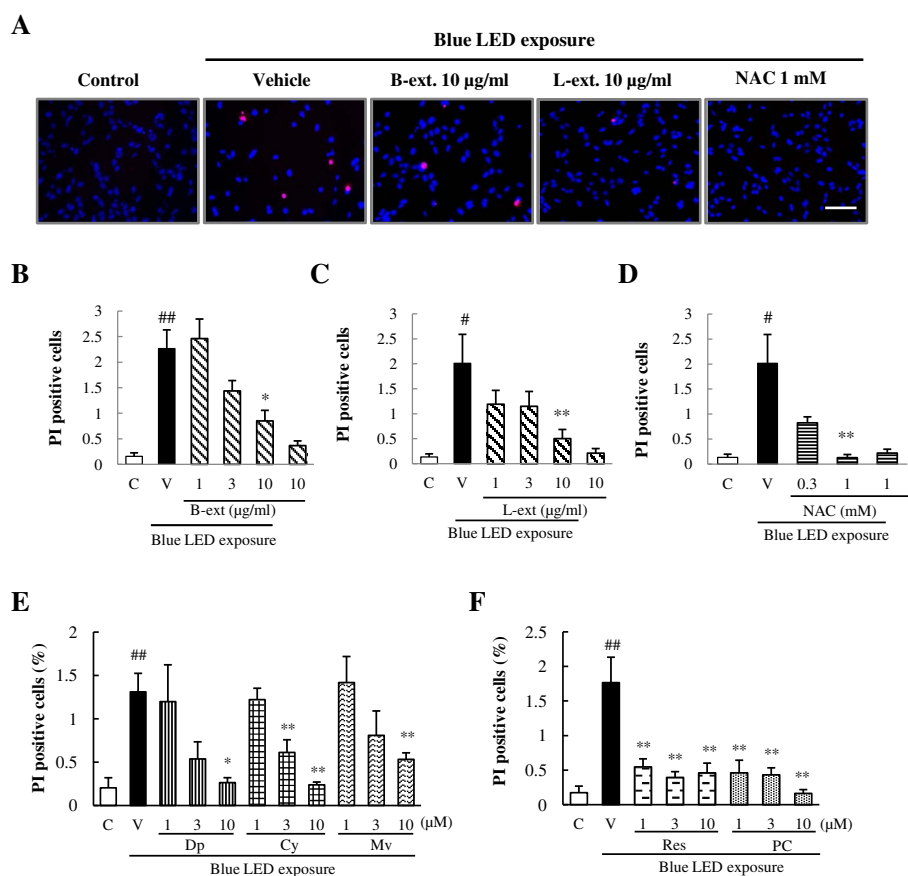 A
Blue LED exposure
Control Vehicle B-ext. 10 µg/ml L-ext. 10 µg/ml NAC 1 mM
B
PI positive cells
3
2.5
2
1.5
1
0.5
0
##
*
C V 1 3 10 10
B-ext (µg/ml)
Blue LED exposure
C
PI positive cells
3
2.5
2
1.5
1
0.5
0
#
**
C V 1 3 10 10
L-ext (µg/ml)
Blue LED exposure
D
PI positive cells
3
2.5
2
1.5
1
0.5
0
#
**
C V 0.3 1 1
NAC (mM)
Blue LED exposure
E
PI positive cells (%)
2
1.5
1
0.5
0
##
*
**
**
**
C V 1 3 10 1 3 10 1 3 10 (µM)
Dp Cy Mv
Blue LED exposure
F
PI positive cells (%)
2.5
2
1.5
1
0.5
0
##
** ** ** ** ** **
C V 1 3 10 1 3 10 (µM)
Res PC
Blue LED exposure